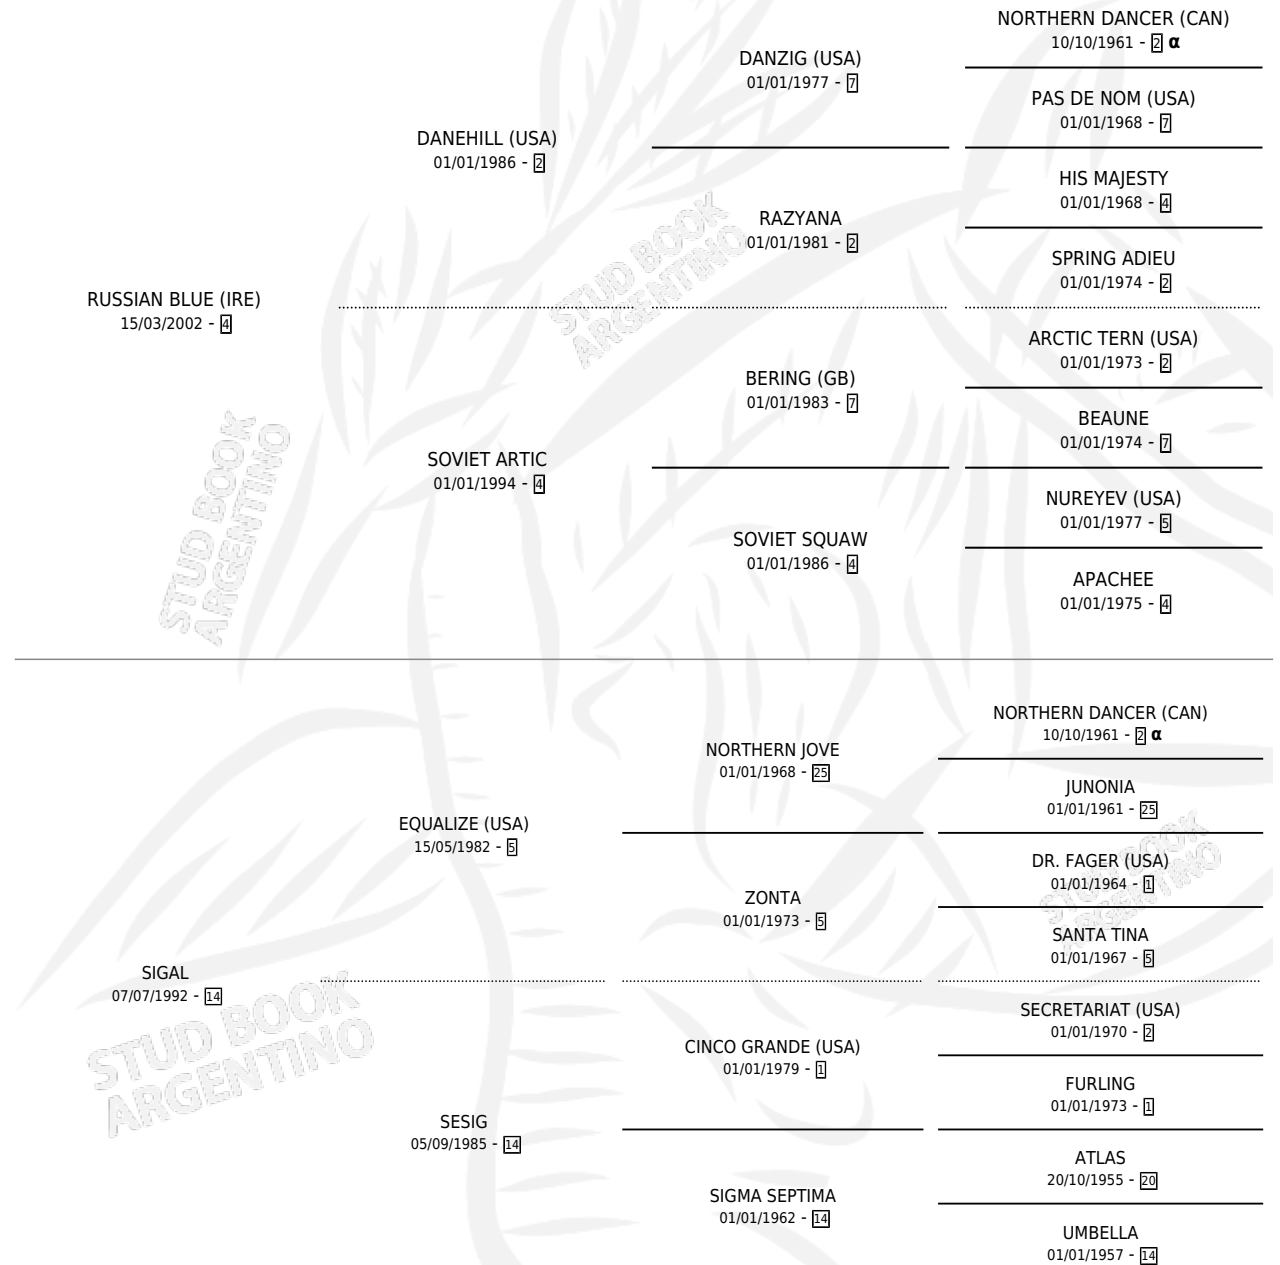 NORTHERN DANCER (CAN)
10/10/1961 - 2 α
DANZIG (USA)
01/01/1977 - 7
PAS DE NOM (USA)
01/01/1968 - 7
DANEHILL (USA)
01/01/1986 - 2
HIS MAJESTY
01/01/1968 - 4
RAZYANA
01/01/1981 - 2
SPRING ADIEU
01/01/1974 - 2
RUSSIAN BLUE (IRE)
15/03/2002 - 4
STUD BOOK
ARGENTINO
ARCTIC TERN (USA)
01/01/1973 - 2
BERING (GB)
01/01/1983 - 7
BEAUNE
01/01/1974 - 7
SOVIET ARTIC
01/01/1994 - 4
NUREYEV (USA)
01/01/1977 - 5
SOVIET SQUAW
01/01/1986 - 4
APACHEE
01/01/1975 - 4
STUD BOOK
ARGENTINO
NORTHERN DANCER (CAN)
10/10/1961 - 2 α
NORTHERN JOVE
01/01/1968 - 25
JUNONIA
01/01/1961 - 25
EQUALIZE (USA)
15/05/1982 - 5
DR. FAGER (USA)
01/01/1964 - 1
ZONTA
01/01/1973 - 5
SANTA TINA
01/01/1967 - 5
STUD BOOK
ARGENTINO
SIGAL
07/07/1992 - 14
SECRETARIAT (USA)
01/01/1970 - 2
CINCO GRANDE (USA)
01/01/1979 - 1
FURLING
01/01/1973 - 1
STUD BOOK
ARGENTINO
SESIG
05/09/1985 - 14
ATLAS
20/10/1955 - 20
SIGMA SEPTIMA
01/01/1962 - 14
UMBELLA
01/01/1957 - 14